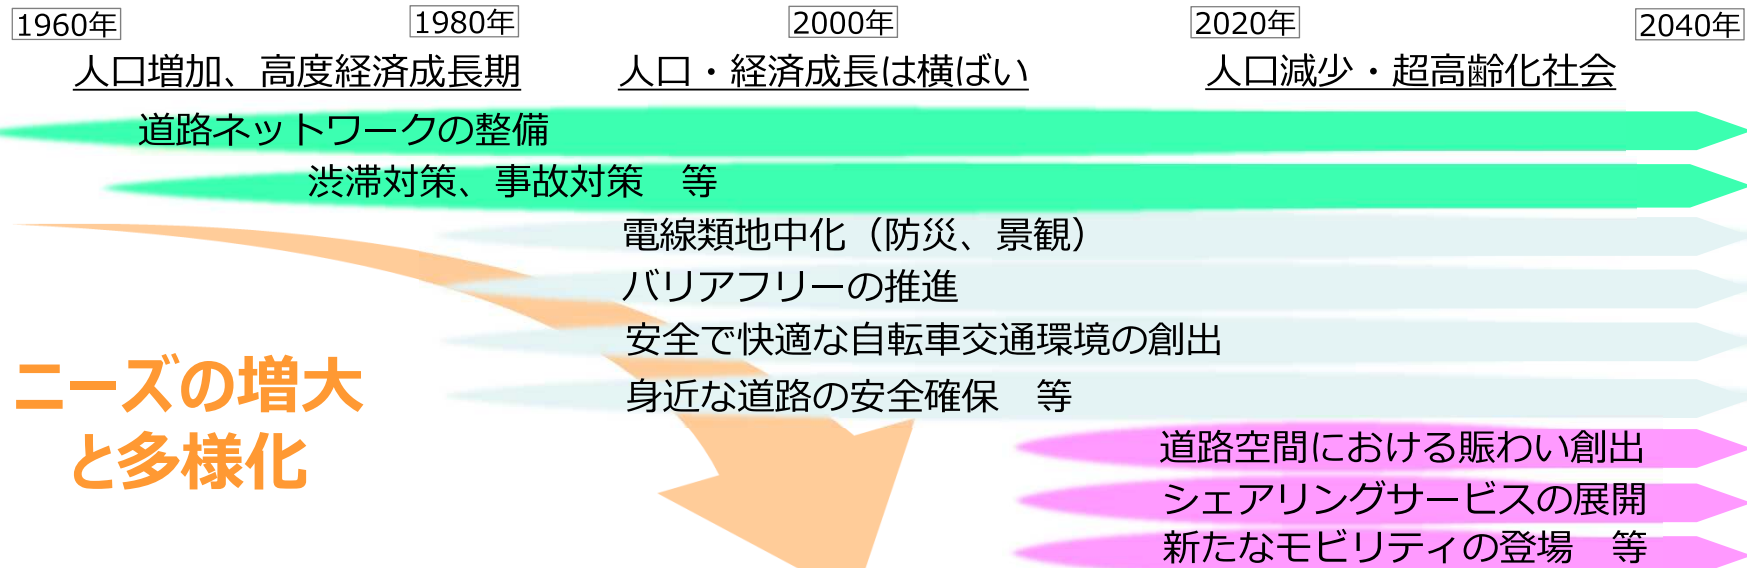 1960年
1980年
2000年
2020年
2040年
人口増加、高度経済成長期
人口・経済成長は横ばい
人口減少・超高齢化社会
道路ネットワークの整備
渋滞対策、事故対策　等
電線類地中化（防災、景観）
バリアフリーの推進
安全で快適な自転車交通環境の創出
身近な道路の安全確保　等
ニーズの増大
と多様化
道路空間における賑わい創出
シェアリングサービスの展開
新たなモビリティの登場　等